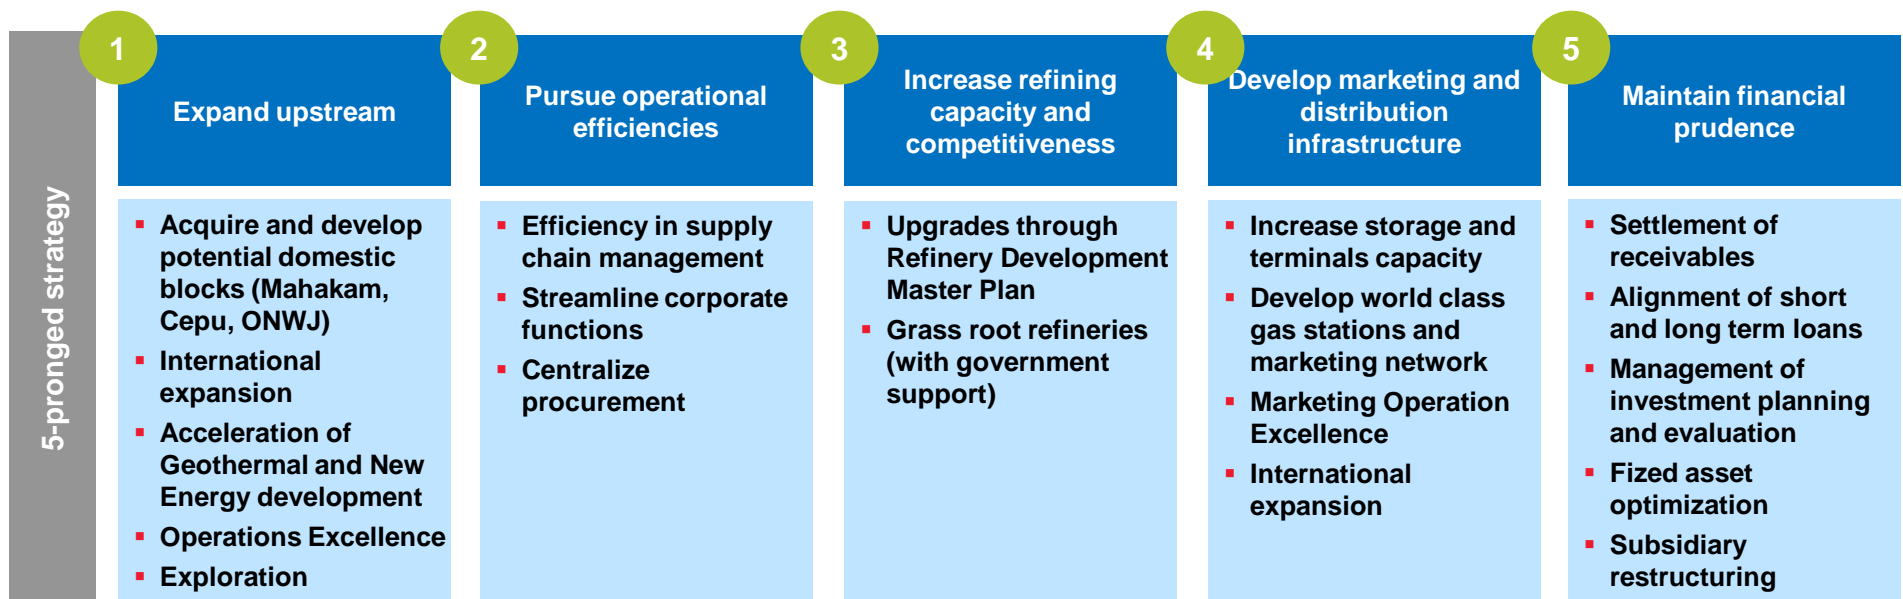 5-pronged strategy
1
Expand upstream
▪ Acquire and develop
potential domestic
blocks (Mahakam,
Cepu, ONWJ)
▪ International
expansion
▪ Acceleration of
Geothermal and New
Energy development
▪ Operations Excellence
▪ Exploration
2
Pursue operational
efficiencies
▪ Efficiency in supply
chain management
▪ Streamline corporate
functions
▪ Centralize
procurement
3
Increase refining
capacity and
competitiveness
▪ Upgrades through
Refinery Development
Master Plan
▪ Grass root refineries
(with government
support)
4
Develop marketing and
distribution
infrastructure
▪ Increase storage and
terminals capacity
▪ Develop world class
gas stations and
marketing network
▪ Marketing Operation
Excellence
▪ International
expansion
5
Maintain financial
prudence
▪ Settlement of
receivables
▪ Alignment of short
and long term loans
▪ Management of
investment planning
and evaluation
▪ Fized asset
optimization
▪ Subsidiary
restructuring